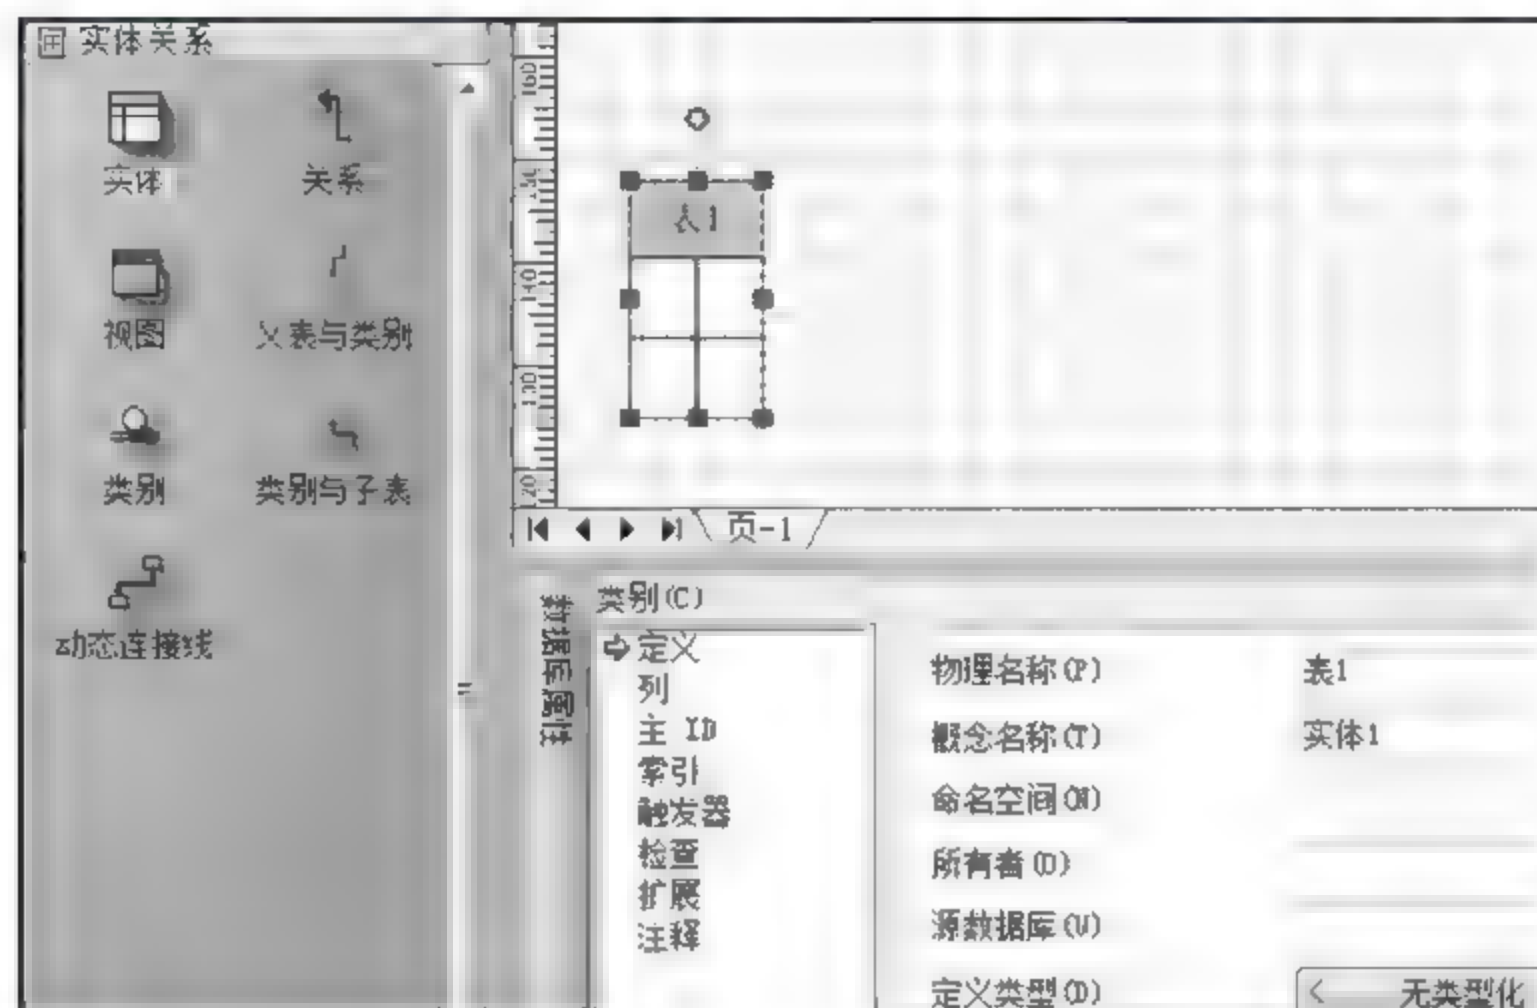 实体关系
实体
关系
视图
父表与类别
类别
类别与子表
动态连接线
160
表1
120
页-1
数据库属性
类别(C)
定义
列
主 ID
索引
触发器
检查
扩展
注释
物理名称(P)
表1
概念名称(T)
实体1
命名空间(N)
所有者(O)
源数据库(U)
定义类型(D)
< 无类型化